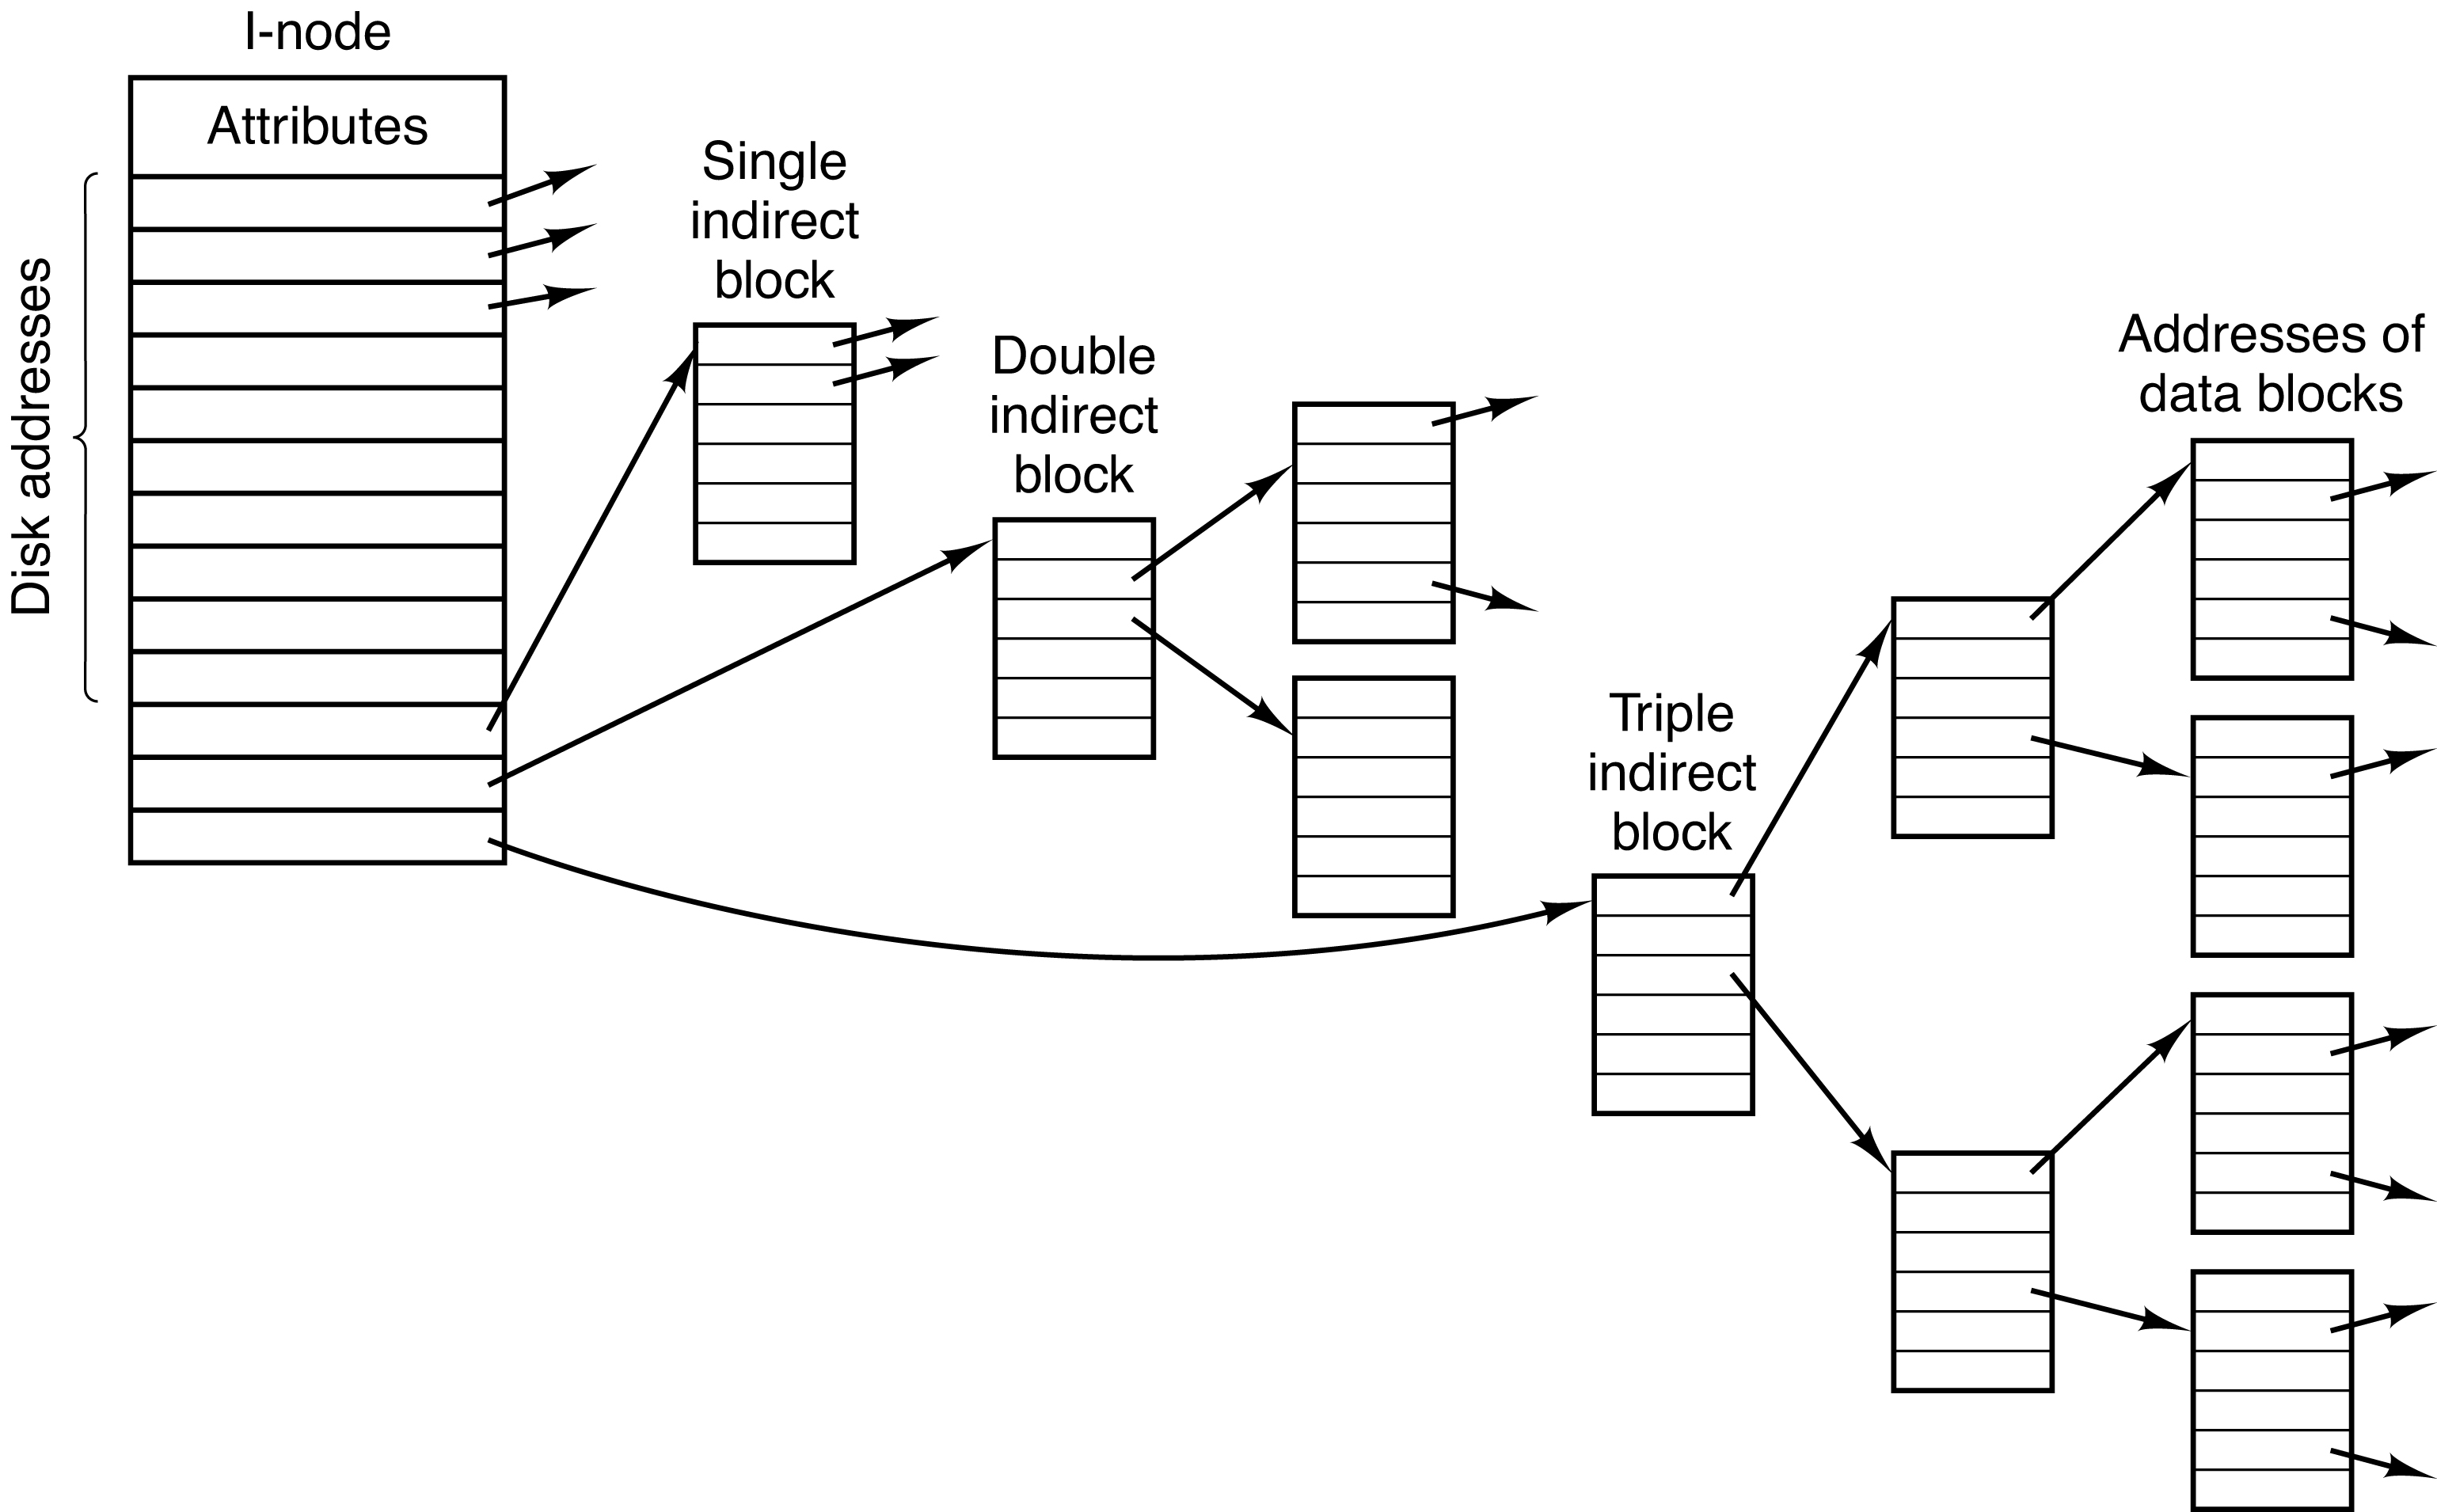 I-node
Attributes
Disk addresses
Single
indirect
block
Double
indirect
block
Addresses of
data blocks
Triple
indirect
block